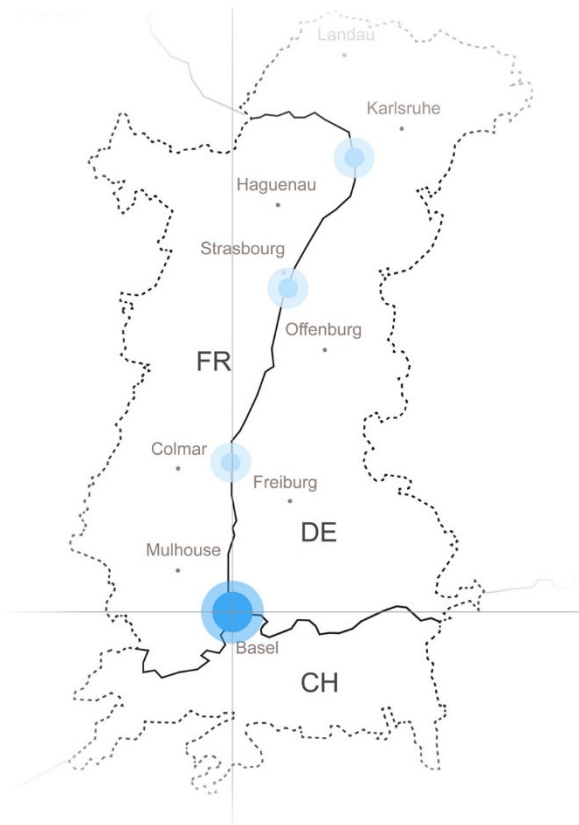 Landau
Karlsruhe
Haguenau
Strasbourg
Offenburg
FR
Colmar
Freiburg
DE
Mulhouse
Basel
CH